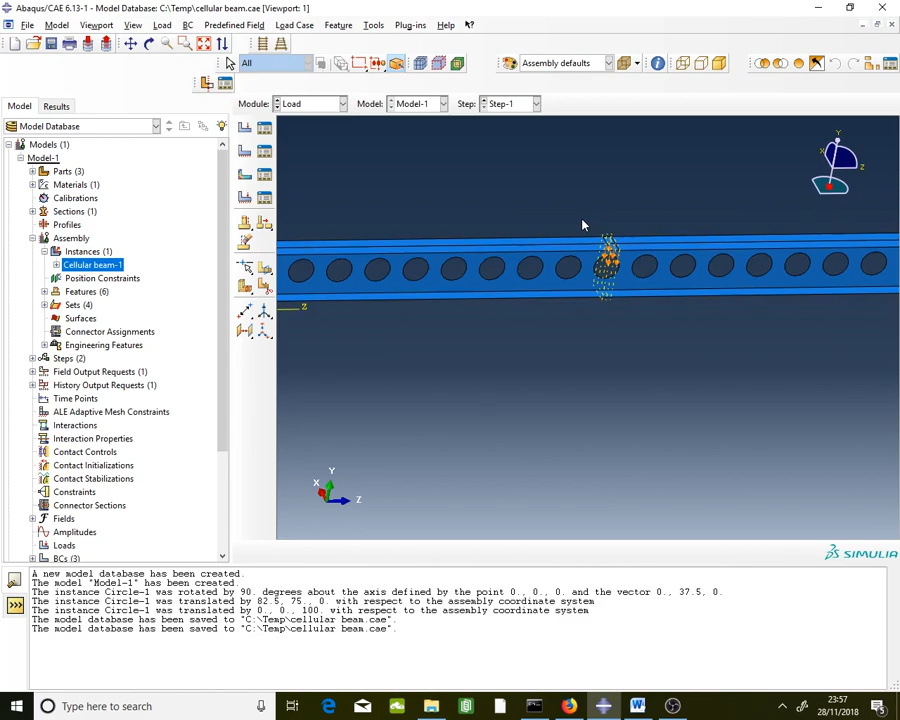 Abaqus/CAE 6.13-1 - Model Database: C:\Temp\cellular beam.cae [Viewport: 1]
File Model Viewport View Load BC Predefined Field Load Case Feature Tools Plug-ins Help
All
Assembly defaults
Model Results
Module: Load Model: Model-1 Step: Step-1
Model Database
Models (1)
Model-1
Parts (3)
Materials (1)
Calibrations
Sections (1)
Profiles
Assembly
Instances (1)
Cellular beam-1
Position Constraints
Features (6)
Sets (4)
Surfaces
Connector Assignments
Engineering Features
Steps (2)
Field Output Requests (1)
History Output Requests (1)
Time Points
ALE Adaptive Mesh Constraints
Interactions
Interaction Properties
Contact Controls
Contact Initializations
Contact Stabilizations
Constraints
Connector Sections
Fields
Amplitudes
Loads
BCs (3)
Y
X
Z
Z
Y
X
Z
SIMULIA
A new model database has been created.
The model "Model-1" has been created.
The instance Circle-1 was rotated by 90. degrees about the axis defined by the point 0., 0., 0. and the vector 0., 37.5, 0.
The instance Circle-1 was translated by 82.5, 75., 0. with respect to the assembly coordinate system
The instance Circle-1 was translated by 0., 0., 100. with respect to the assembly coordinate system
The model database has been saved to "C:\Temp\cellular beam.cae".
The model database has been saved to "C:\Temp\cellular beam.cae".
Type here to search
23:57
28/11/2018